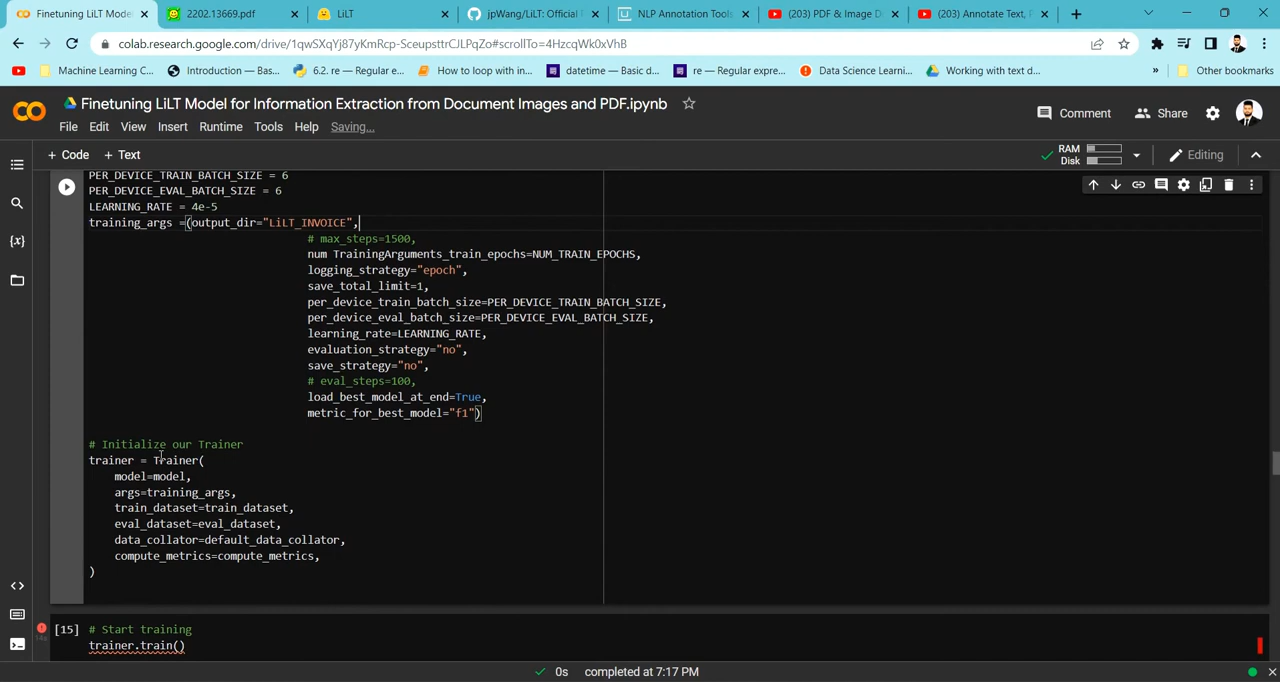 Finetuning LiLT Mode
2202.13669.pdf
LiLT
jpWang/LiLT: Official
NLP Annotation Tools
(203) PDF & Image D
(203) Annotate Text,
colab.research.google.com/drive/1qwSXqYj87yKmRcp-SceupsttrCJLPqZo#scrollTo=4HzcqWk0xVhB
Machine Learning C...
Introduction — Bas...
6.2. re — Regular e...
How to loop with in...
datetime — Basic d...
re — Regular expre...
Data Science Learni...
Working with text d...
»
Other bookmarks
Finetuning LiLT Model for Information Extraction from Document Images and PDF.ipynb
Comment
Share
File Edit View Insert Runtime Tools Help Saving...
+ Code + Text
RAM
Disk
Editing
PER_DEVICE_TRAIN_BATCH_SIZE = 6
PER_DEVICE_EVAL_BATCH_SIZE = 6
LEARNING_RATE = 4e-5
training_args =(output_dir="LiLT_INVOICE",
# max_steps=1500,
num TrainingArguments_train_epochs=NUM_TRAIN_EPOCHS,
logging_strategy="epoch",
save_total_limit=1,
per_device_train_batch_size=PER_DEVICE_TRAIN_BATCH_SIZE,
per_device_eval_batch_size=PER_DEVICE_EVAL_BATCH_SIZE,
learning_rate=LEARNING_RATE,
evaluation_strategy="no",
save_strategy="no",
# eval_steps=100,
load_best_model_at_end=True,
metric_for_best_model="f1")
# Initialize our Trainer
trainer = Trainer(
model=model,
args=training_args,
train_dataset=train_dataset,
eval_dataset=eval_dataset,
data_collator=default_data_collator,
compute_metrics=compute_metrics,
)
[15] # Start training
trainer.train()
0s completed at 7:17 PM